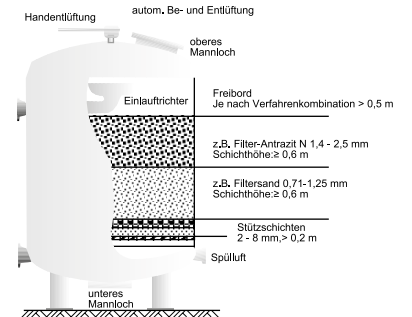 autom. Be- und Entlüftung
Handentlüftung
oberes
Mannloch
Einlauftrichter
Freibord
Je nach Verfahrenkombination > 0,5 m
z.B. Filter-Antrazit N 1,4 - 2,5 mm
Schichthöhe:≥ 0,6 m
z.B. Filtersand 0,71-1,25 mm
Schichthöhe:≥ 0,6 m
Stützschichten
2 - 8 mm,> 0,2 m
Spülluft
unteres
Mannloch